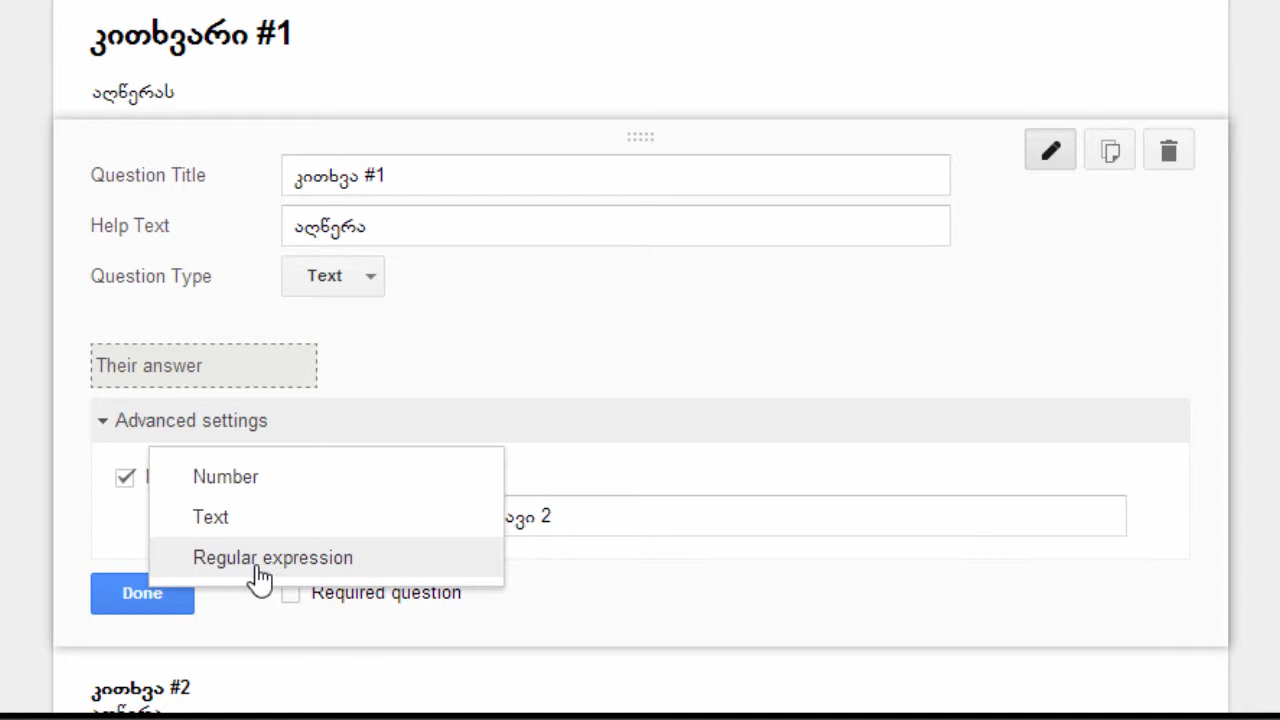 კითხვარი #1
აღწერას
Question Title
კითხვა #1
Help Text
აღწერა
Question Type
Text
Their answer
Advanced settings
Number
Text
Regular expression
ავი 2
Done
Required question
კითხვა #2
აღწერა